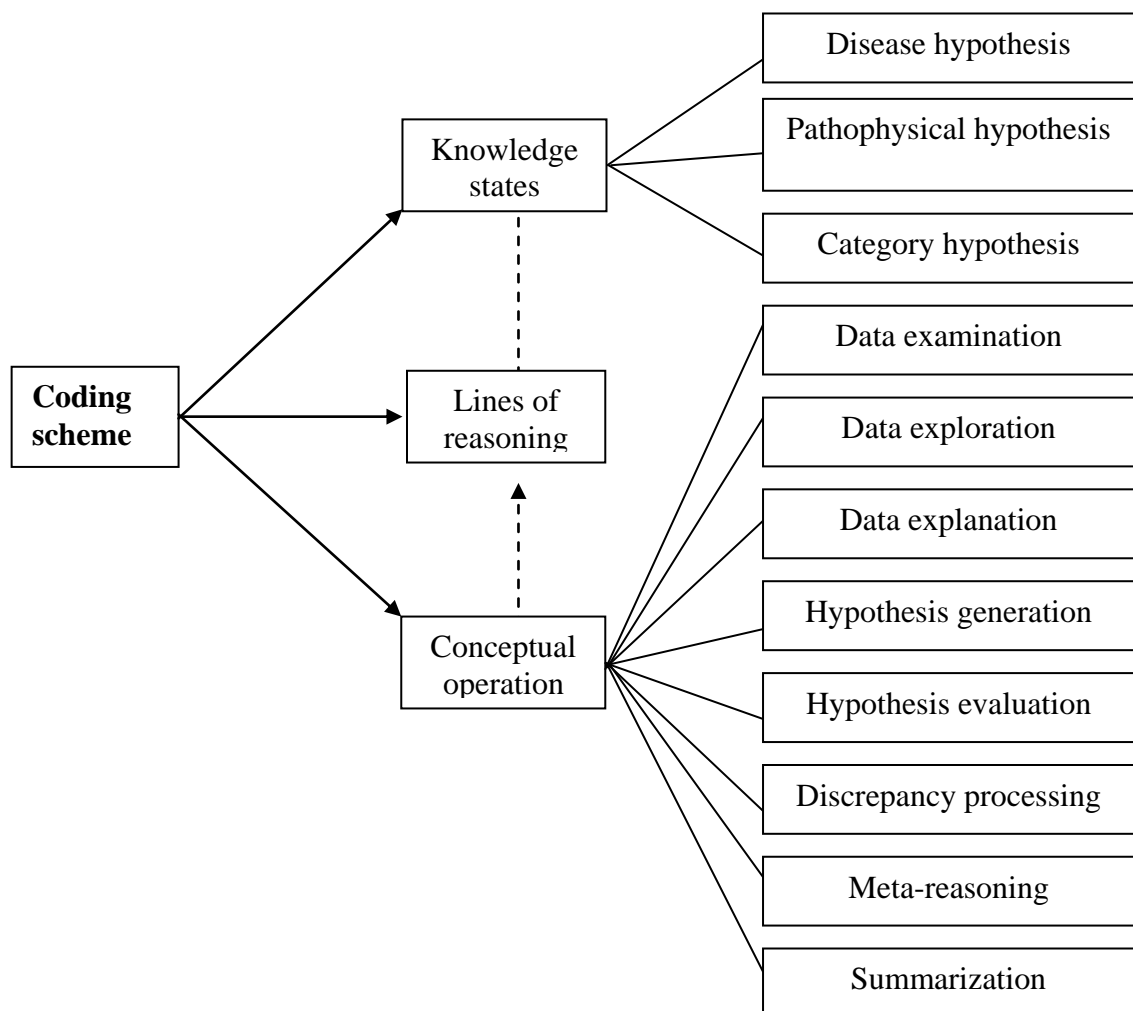 Disease hypothesis
Pathophysical hypothesis
Knowledge
states
Category hypothesis
Data examination
Coding
scheme
Lines of
reasoning
Data exploration
Data explanation
Hypothesis generation
Conceptual
operation
Hypothesis evaluation
Discrepancy processing
Meta-reasoning
Summarization